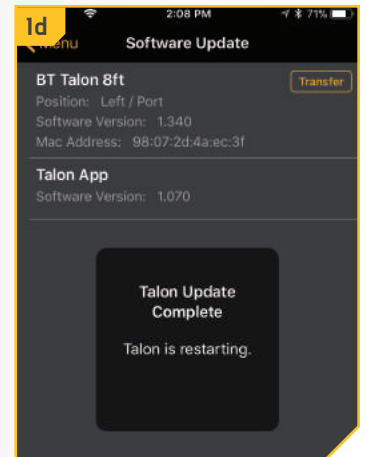 1d
2:08 PM
71%
Menu
Software Update
BT Talon 8ft
Transfer
Position: Left / Port
Software Version: 1.340
Mac Address: 98:07:2d:4a:ec:3f
Talon App
Software Version: 1.070
Talon Update
Complete
Talon is restarting.